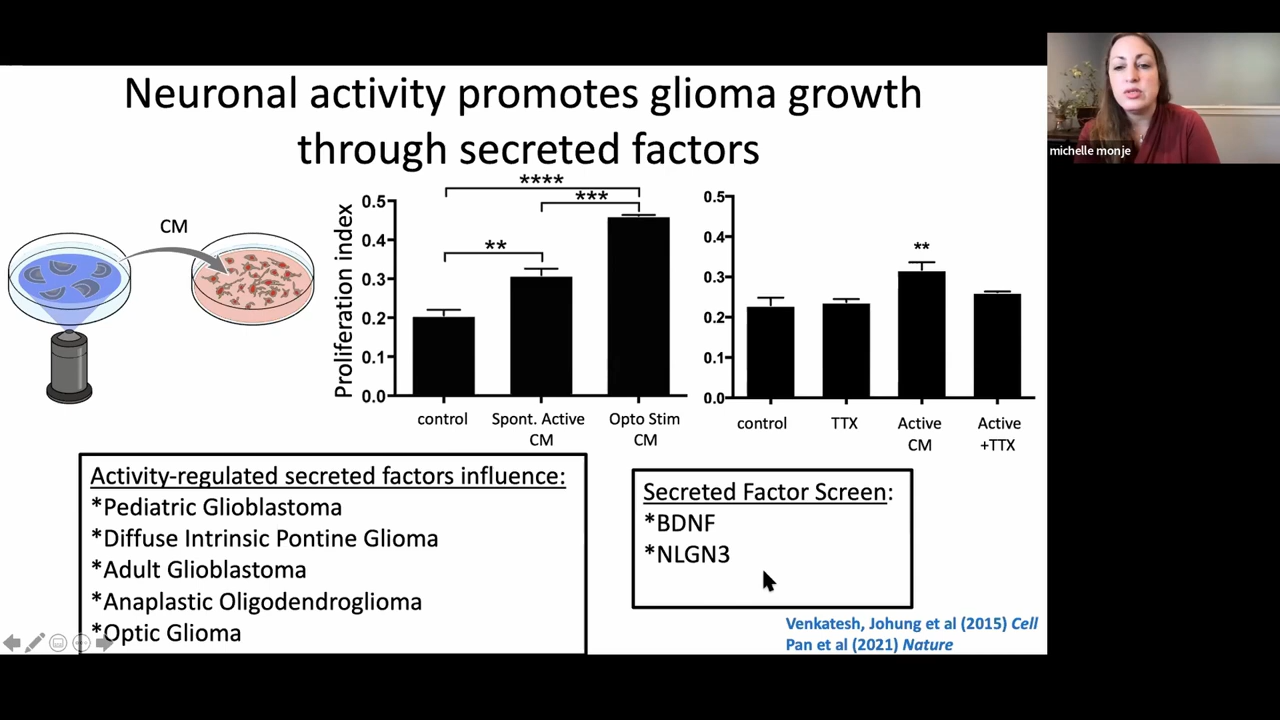 Neuronal activity promotes glioma growth
through secreted factors
michelle monje
CM
Proliferation index
0.5
0.4
0.3
0.2
0.1
0.0
****
***
**
control
Spont. Active
CM
Opto Stim
CM
0.5
0.4
0.3
0.2
0.1
0.0
**
control
TTX
Active
CM
Active
+TTX
Activity-regulated secreted factors influence:
*Pediatric Glioblastoma
*Diffuse Intrinsic Pontine Glioma
*Adult Glioblastoma
*Anaplastic Oligodendroglioma
*Optic Glioma
Secreted Factor Screen:
*BDNF
*NLGN3
Venkatesh, Johung et al (2015) Cell
Pan et al (2021) Nature